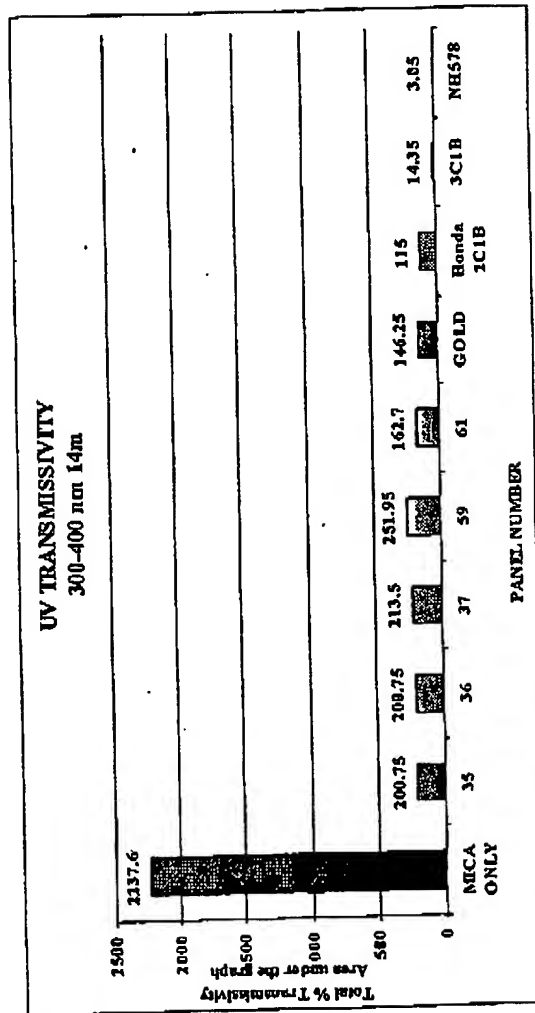 UV TRANSMISSIVITY
300-400 nm 14m
Total % Transmissivity
Area under the graph
2500
2000
1500
1000
500
0
2237.6
200.75
208.75
213.5
251.95
162.7
146.25
115
14.35
3.85
MICA ONLY
35
36
37
59
61
GOLD
Honda 2C1B
3C1B
NH578
PANEL NUMBER